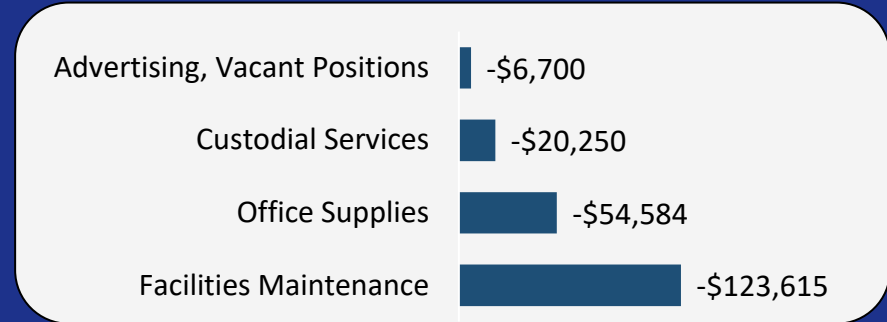 Advertising, Vacant Positions -$6,700
Custodial Services -$20,250
Office Supplies -$54,584
Facilities Maintenance -$123,615